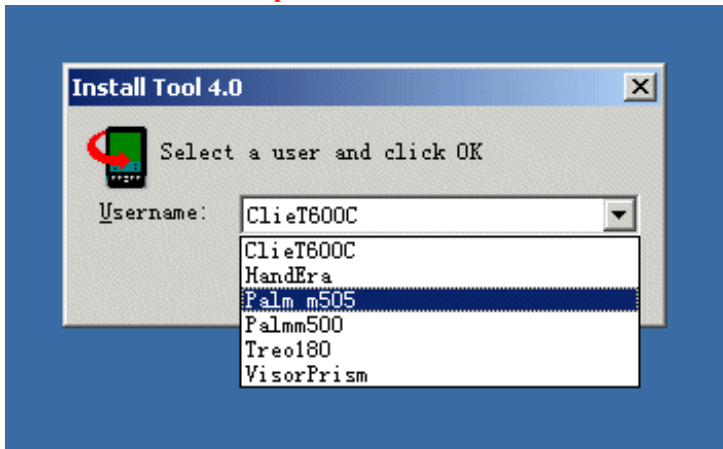 Install Tool 4.0
Select a user and click OK
Username:
ClieT600C
ClieT600C
HandEra
Palm m505
Palmm500
Treo180
VisorPrism